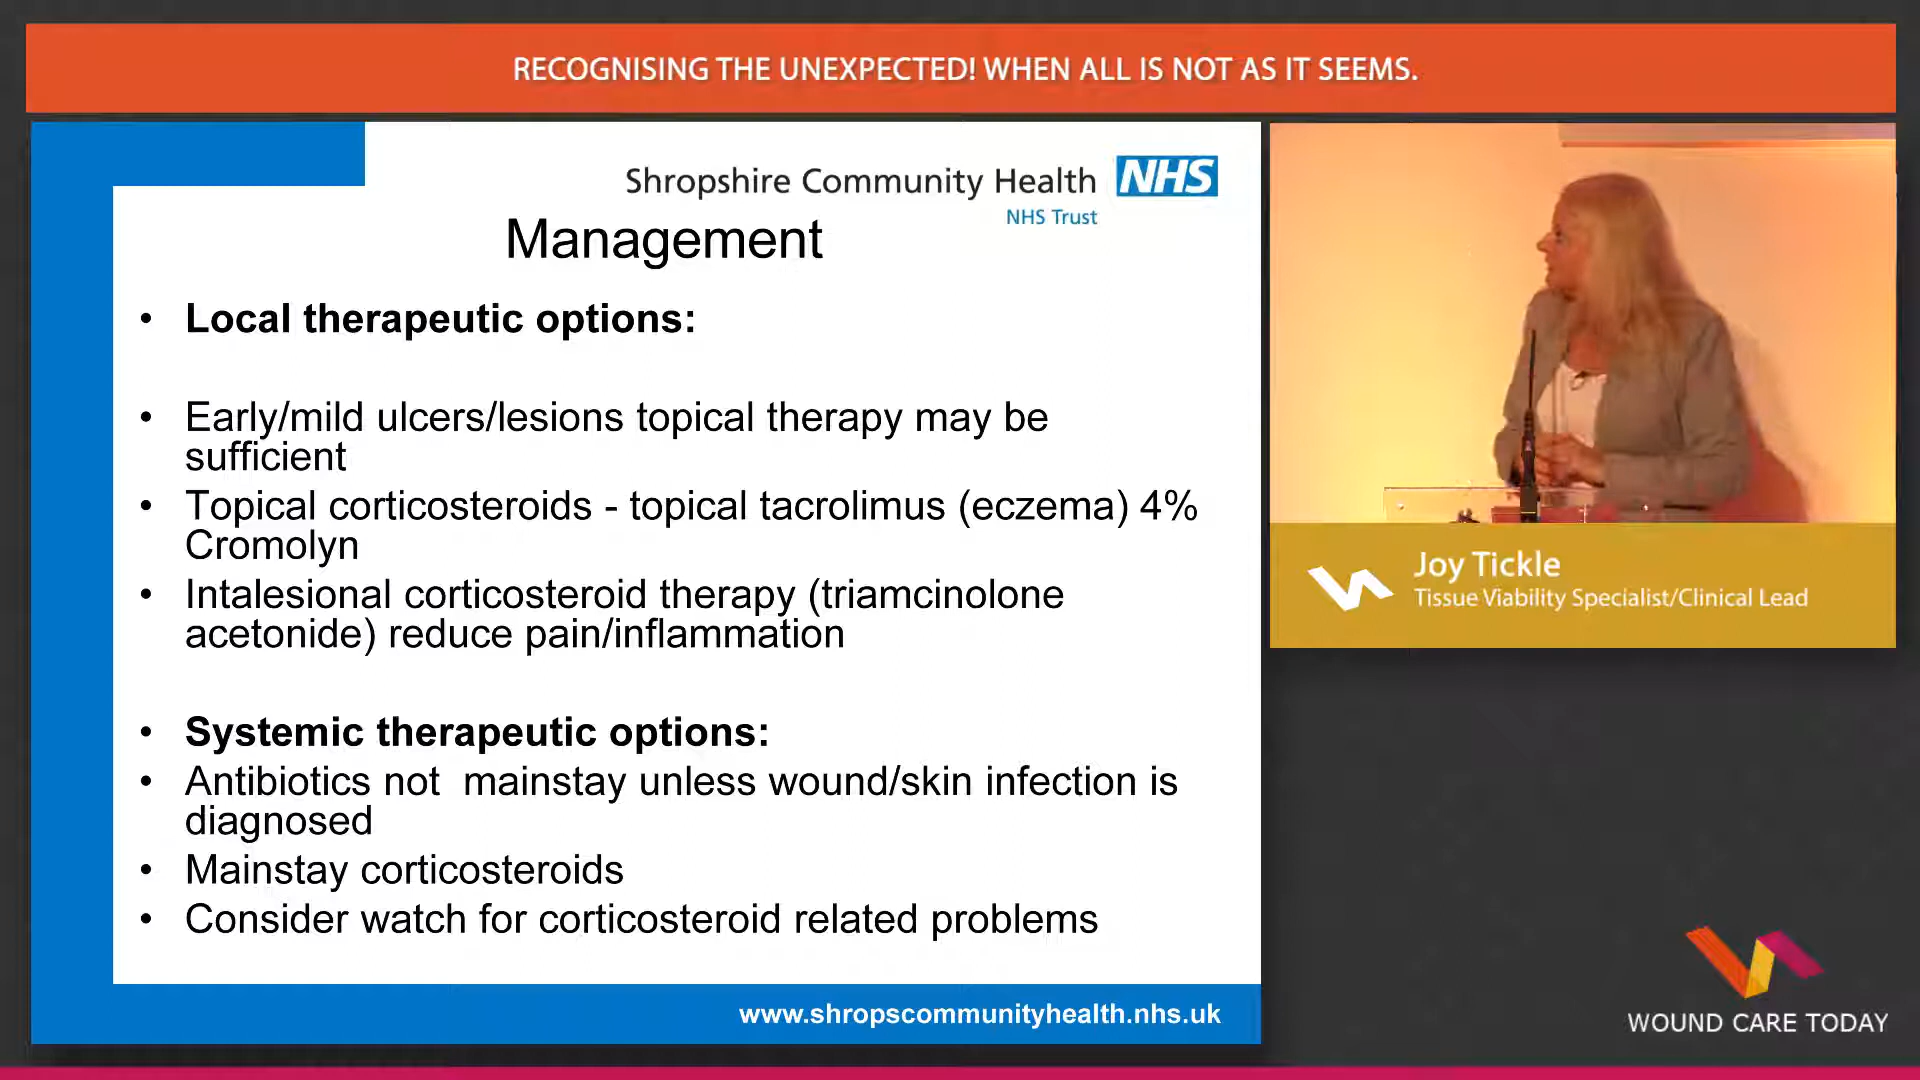 RECOGNISING THE UNEXPECTED! WHEN ALL IS NOT AS IT SEEMS.
Shropshire Community Health NHS
NHS Trust
Management
• Local therapeutic options:
• Early/mild ulcers/lesions topical therapy may be
sufficient
• Topical corticosteroids - topical tacrolimus (eczema) 4%
Cromolyn
• Intalesional corticosteroid therapy (triamcinolone
acetonide) reduce pain/inflammation
• Systemic therapeutic options:
• Antibiotics not  mainstay unless wound/skin infection is
diagnosed
• Mainstay corticosteroids
• Consider watch for corticosteroid related problems
www.shropscommunityhealth.nhs.uk
Joy Tickle
Tissue Viability Specialist/Clinical Lead
WOUND CARE TODAY